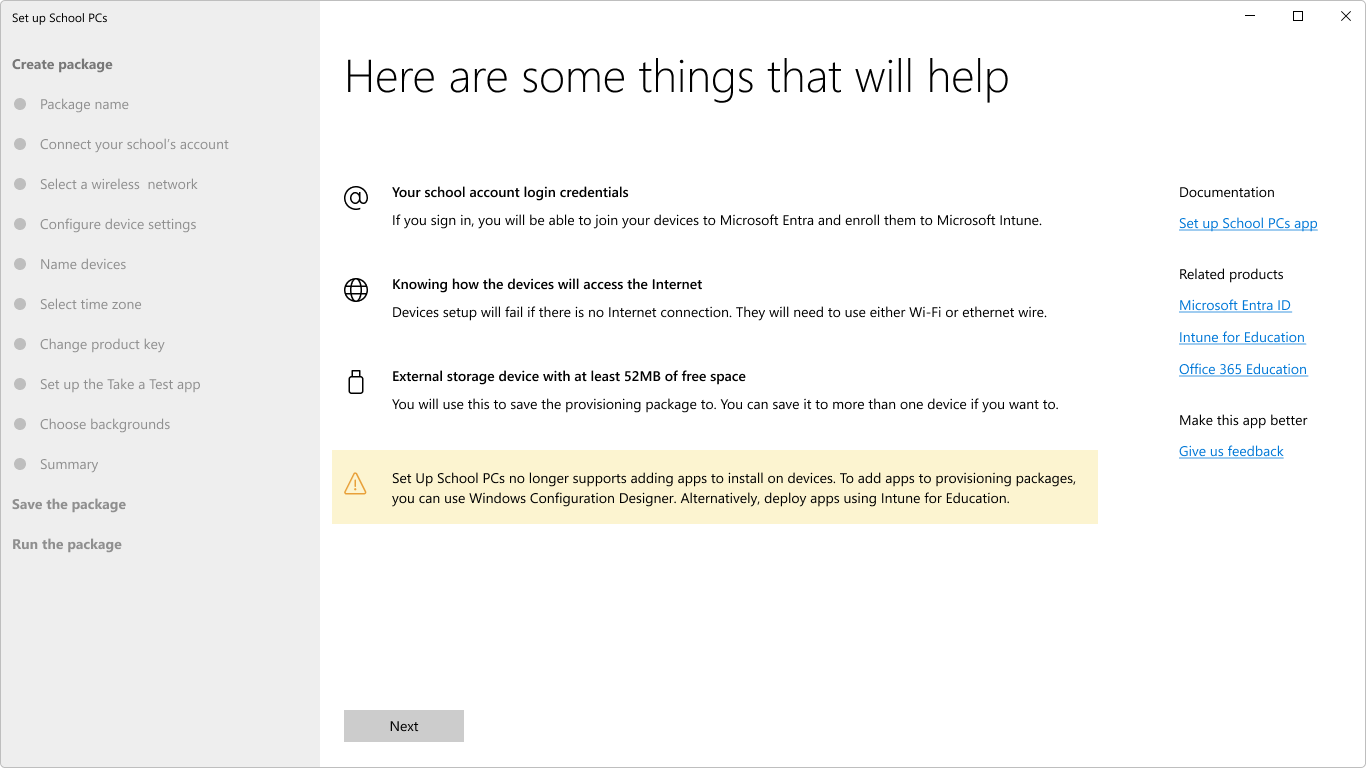 Set up School PCs
Create package
Package name
Connect your school's account
Select a wireless  network
Configure device settings
Name devices
Select time zone
Change product key
Set up the Take a Test app
Choose backgrounds
Summary
Save the package
Run the package
Here are some things that will help
Your school account login credentials
If you sign in, you will be able to join your devices to Microsoft Entra and enroll them to Microsoft Intune.
Knowing how the devices will access the Internet
Devices setup will fail if there is no Internet connection. They will need to use either Wi-Fi or ethernet wire.
External storage device with at least 52MB of free space
You will use this to save the provisioning package to. You can save it to more than one device if you want to.
Set Up School PCs no longer supports adding apps to install on devices. To add apps to provisioning packages,
you can use Windows Configuration Designer. Alternatively, deploy apps using Intune for Education.
Next
Documentation
Set up School PCs app
Related products
Microsoft Entra ID
Intune for Education
Office 365 Education
Make this app better
Give us feedback